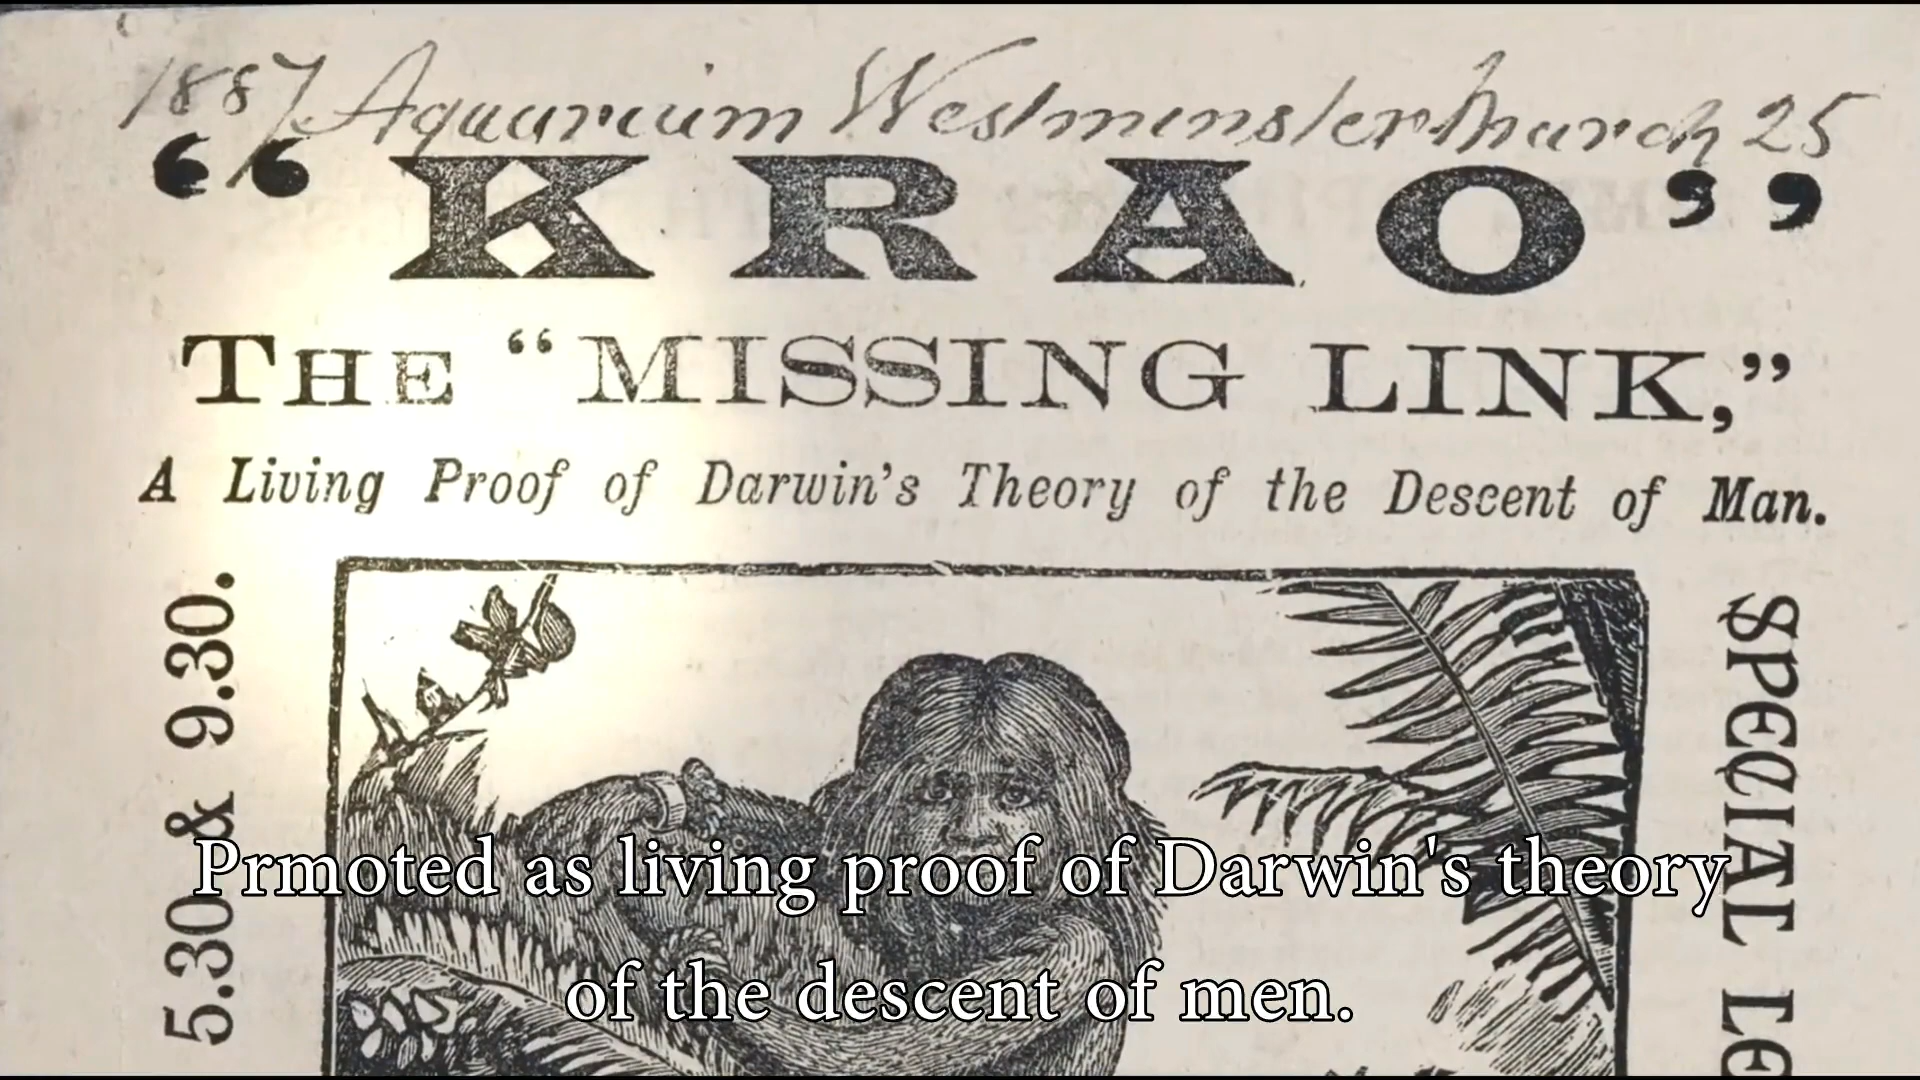 1887 Aquarium Westminster March 25
“KRAO”
THE “MISSING LINK,”
A Living Proof of Darwin's Theory of the Descent of Man.
5.30 & 9.30.
SPECIAL
Prmoted as living proof of Darwin's theory
of the descent of men.